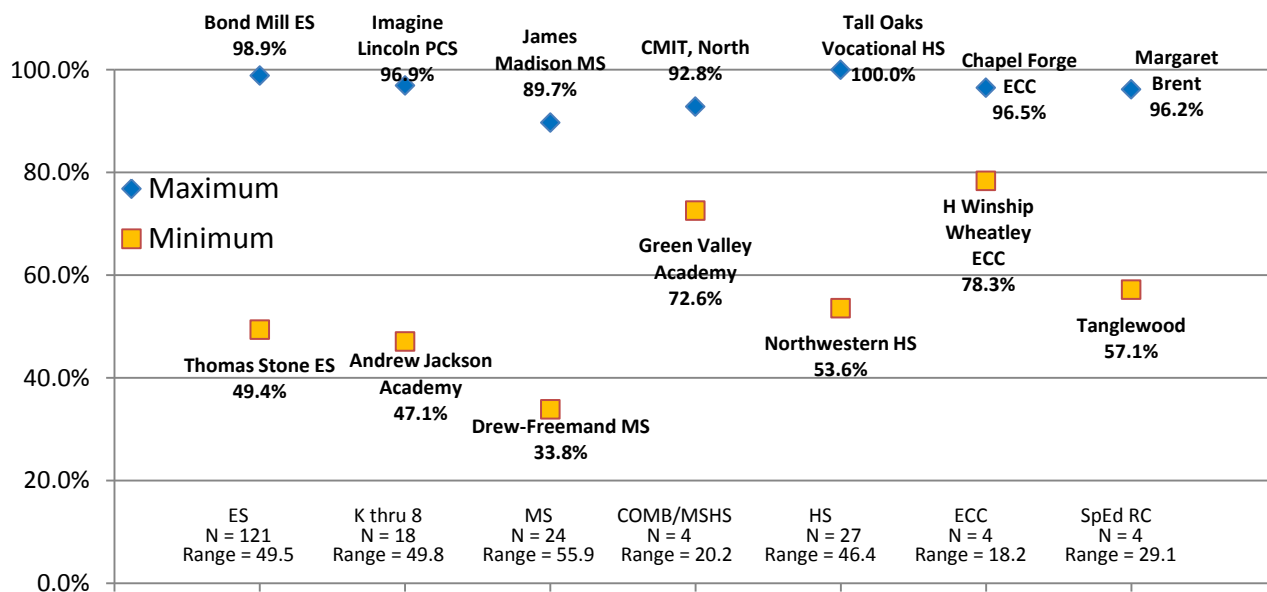 Bond Mill ES
98.9%
Imagine
Lincoln PCS
96.9%
James
Madison MS
89.7%
CMIT, North
92.8%
Tall Oaks
Vocational HS
100.0%
Chapel Forge
ECC
96.5%
Margaret
Brent
96.2%
100.0%
80.0%
60.0%
40.0%
20.0%
0.0%
Maximum
Minimum
Thomas Stone ES
49.4%
Andrew Jackson
Academy
47.1%
Drew-Freemand MS
33.8%
Green Valley
Academy
72.6%
Northwestern HS
53.6%
H Winship
Wheatley
ECC
78.3%
Tanglewood
57.1%
ES
N = 121
Range = 49.5
K thru 8
N = 18
Range = 49.8
MS
N = 24
Range = 55.9
COMB/MSHS
N = 4
Range = 20.2
HS
N = 27
Range = 46.4
ECC
N = 4
Range = 18.2
SpEd RC
N = 4
Range = 29.1